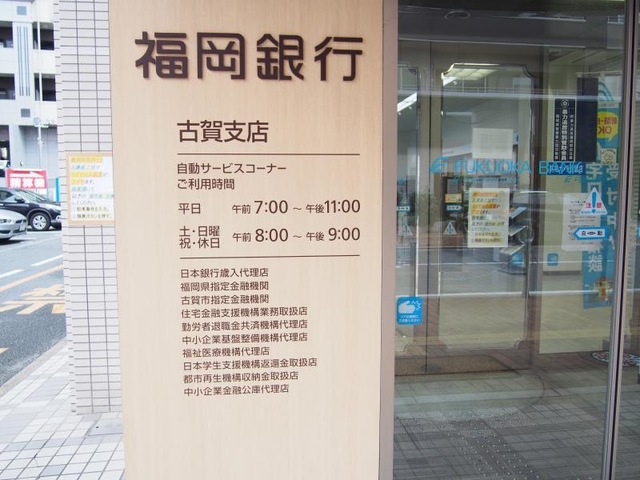 福岡銀行
古賀支店
自動サービスコーナー
ご利用時間
平日 午前7:00～午後11:00
土・日曜
祝・休日 午前8:00～午後9:00
日本銀行歳入代理店
福岡県指定金融機関
古賀市指定金融機関
住宅金融支援機構業務取扱店
勤労者退職金共済機構代理店
中小企業基盤整備機構代理店
福祉医療機構代理店
日本学生支援機構返還金取扱店
都市再生機構収納金取扱店
中小企業金融公庫代理店
FUKUOKA BANK
自動